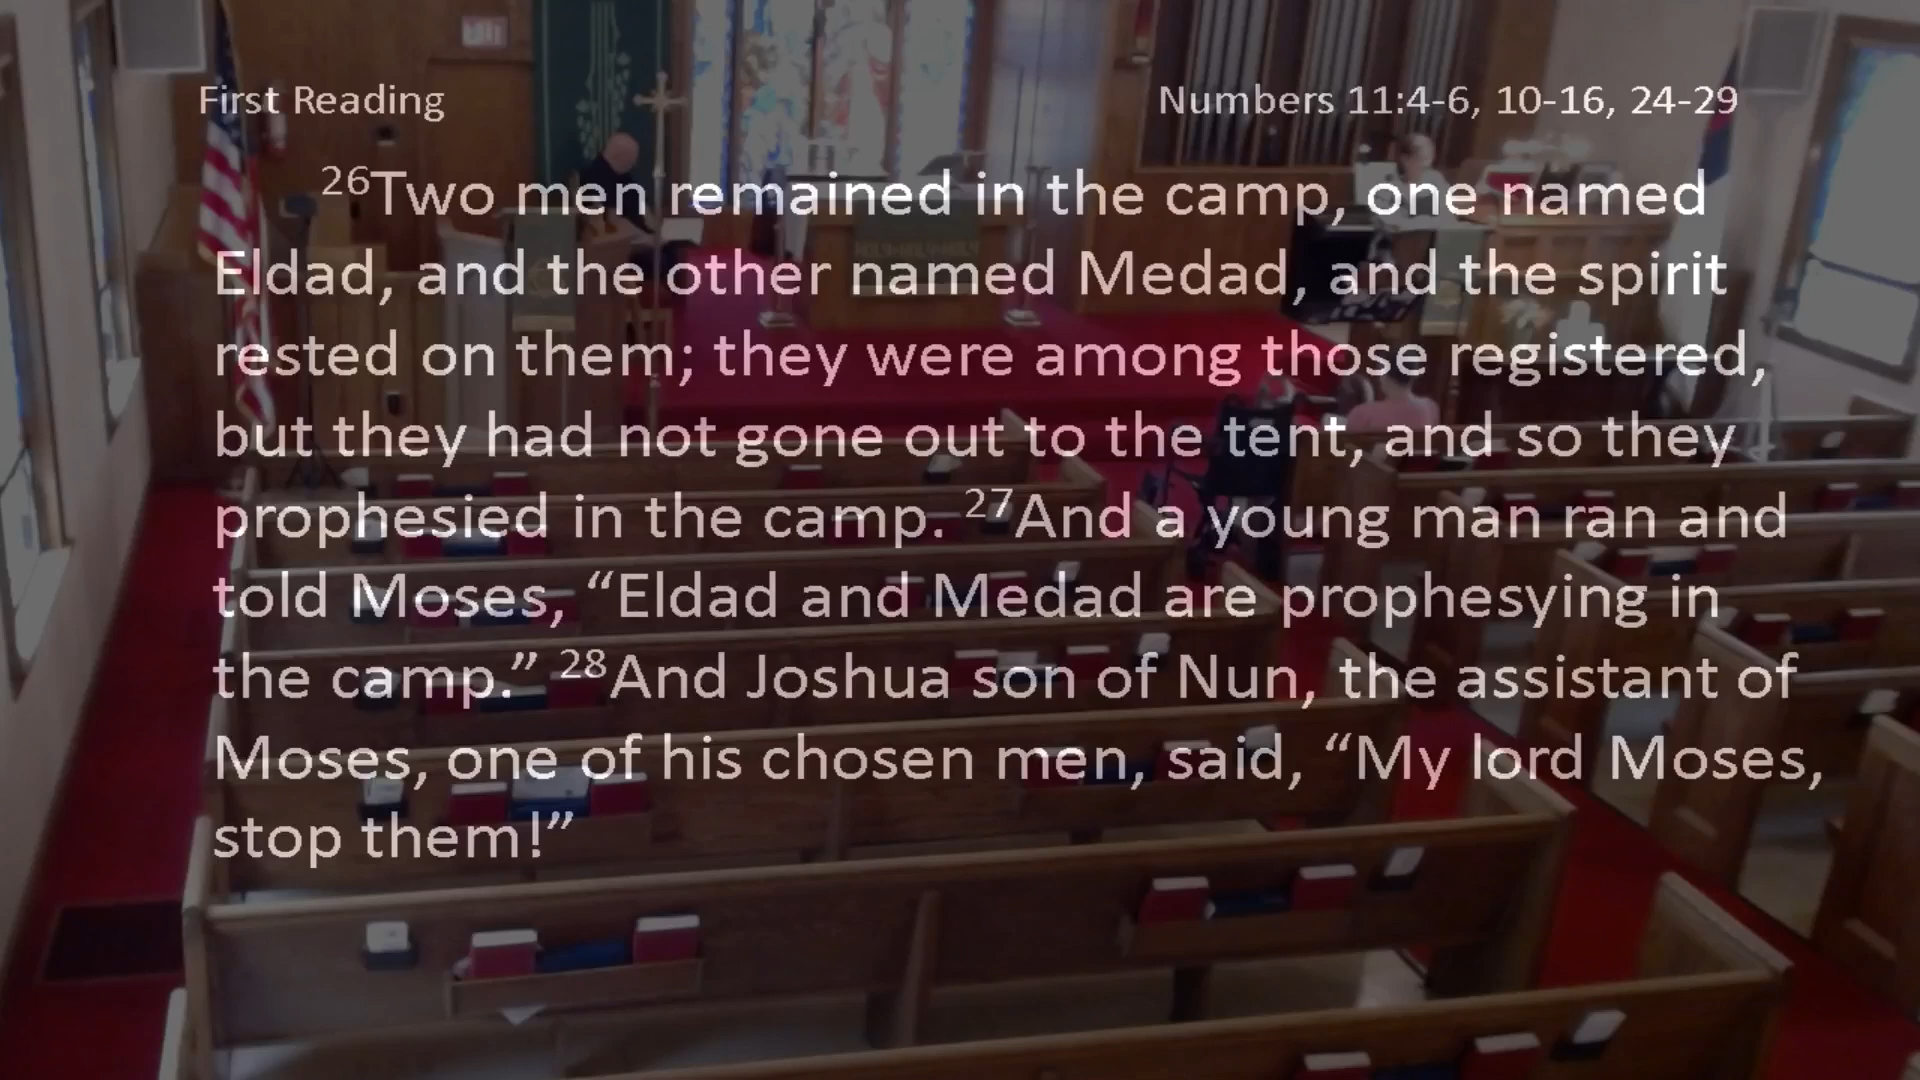 First Reading
Numbers 11:4-6, 10-16, 24-29
26Two men remained in the camp, one named
Eldad, and the other named Medad, and the spirit
rested on them; they were among those registered,
but they had not gone out to the tent, and so they
prophesied in the camp. 27And a young man ran and
told Moses, “Eldad and Medad are prophesying in
the camp.” 28And Joshua son of Nun, the assistant of
Moses, one of his chosen men, said, “My lord Moses,
stop them!”